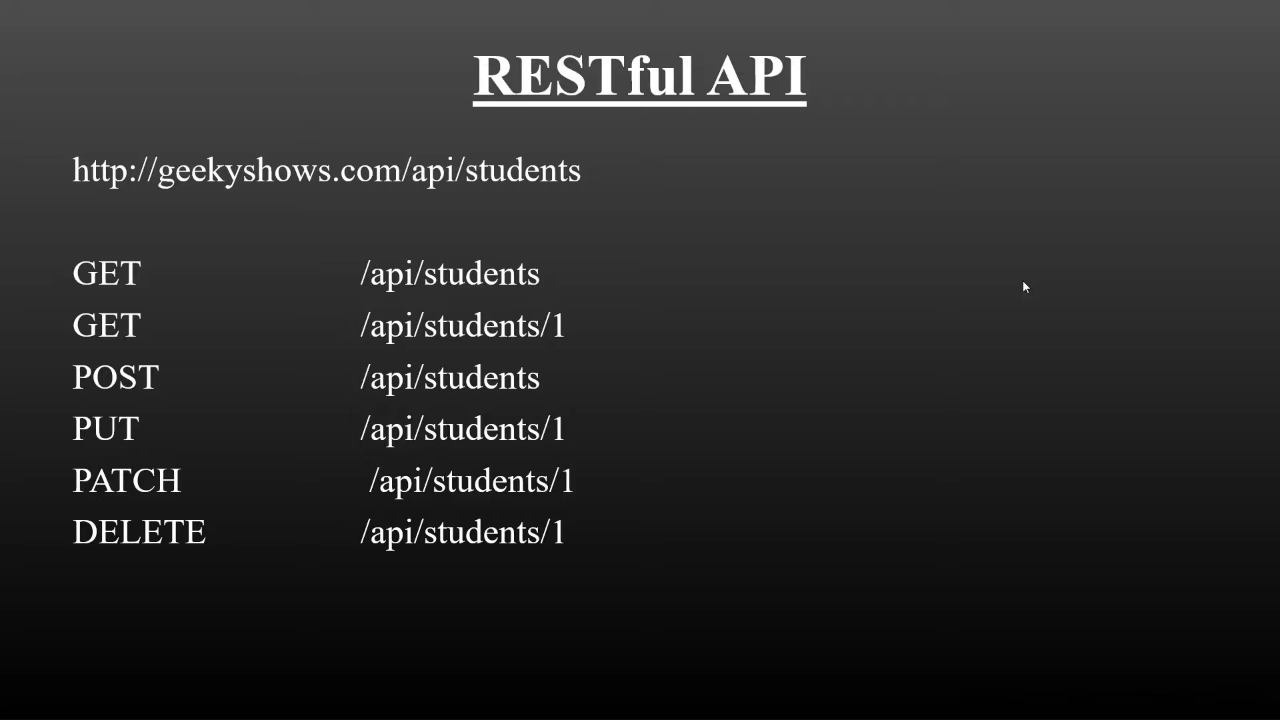 RESTful API
http://geekyshows.com/api/students
GET /api/students
GET /api/students/1
POST /api/students
PUT /api/students/1
PATCH /api/students/1
DELETE /api/students/1